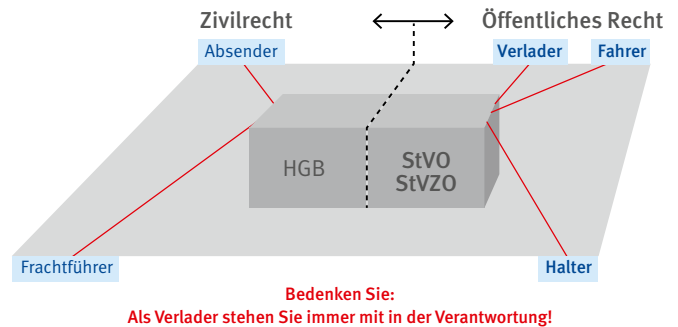 Zivilrecht Öffentliches Recht
Absender Verlader Fahrer
HGB StVO
StVZO
Frachtführer Halter
Bedenken Sie:
Als Verlader stehen Sie immer mit in der Verantwortung!